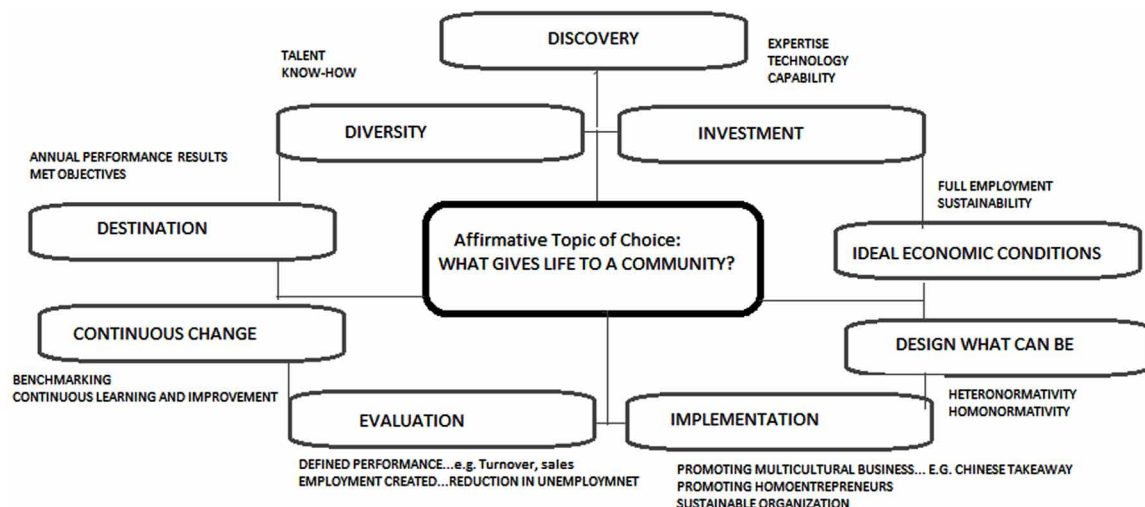 DISCOVERY
TALENT
KNOW-HOW
EXPERTISE
TECHNOLOGY
CAPABILITY
DIVERSITY
INVESTMENT
ANNUAL PERFORMANCE RESULTS
MET OBJECTIVES
FULL EMPLOYMENT
SUSTAINABILITY
DESTINATION
Affirmative Topic of Choice:
WHAT GIVES LIFE TO A COMMUNITY?
IDEAL ECONOMIC CONDITIONS
CONTINUOUS CHANGE
DESIGN WHAT CAN BE
BENCHMARKING
CONTINUOUS LEARNING AND IMPROVEMENT
HETERONORMATIVITY
HOMONORMATIVITY
EVALUATION
IMPLEMENTATION
DEFINED PERFORMANCE...e.g. Turnover, sales
EMPLOYMENT CREATED...REDUCTION IN UNEMPLOYMNET
PROMOTING MULTICULTURAL BUSINESS... E.G. CHINESE TAKEAWAY
PROMOTING HOMOENTREPRENEURS
SUSTAINABLE ORGANIZATION